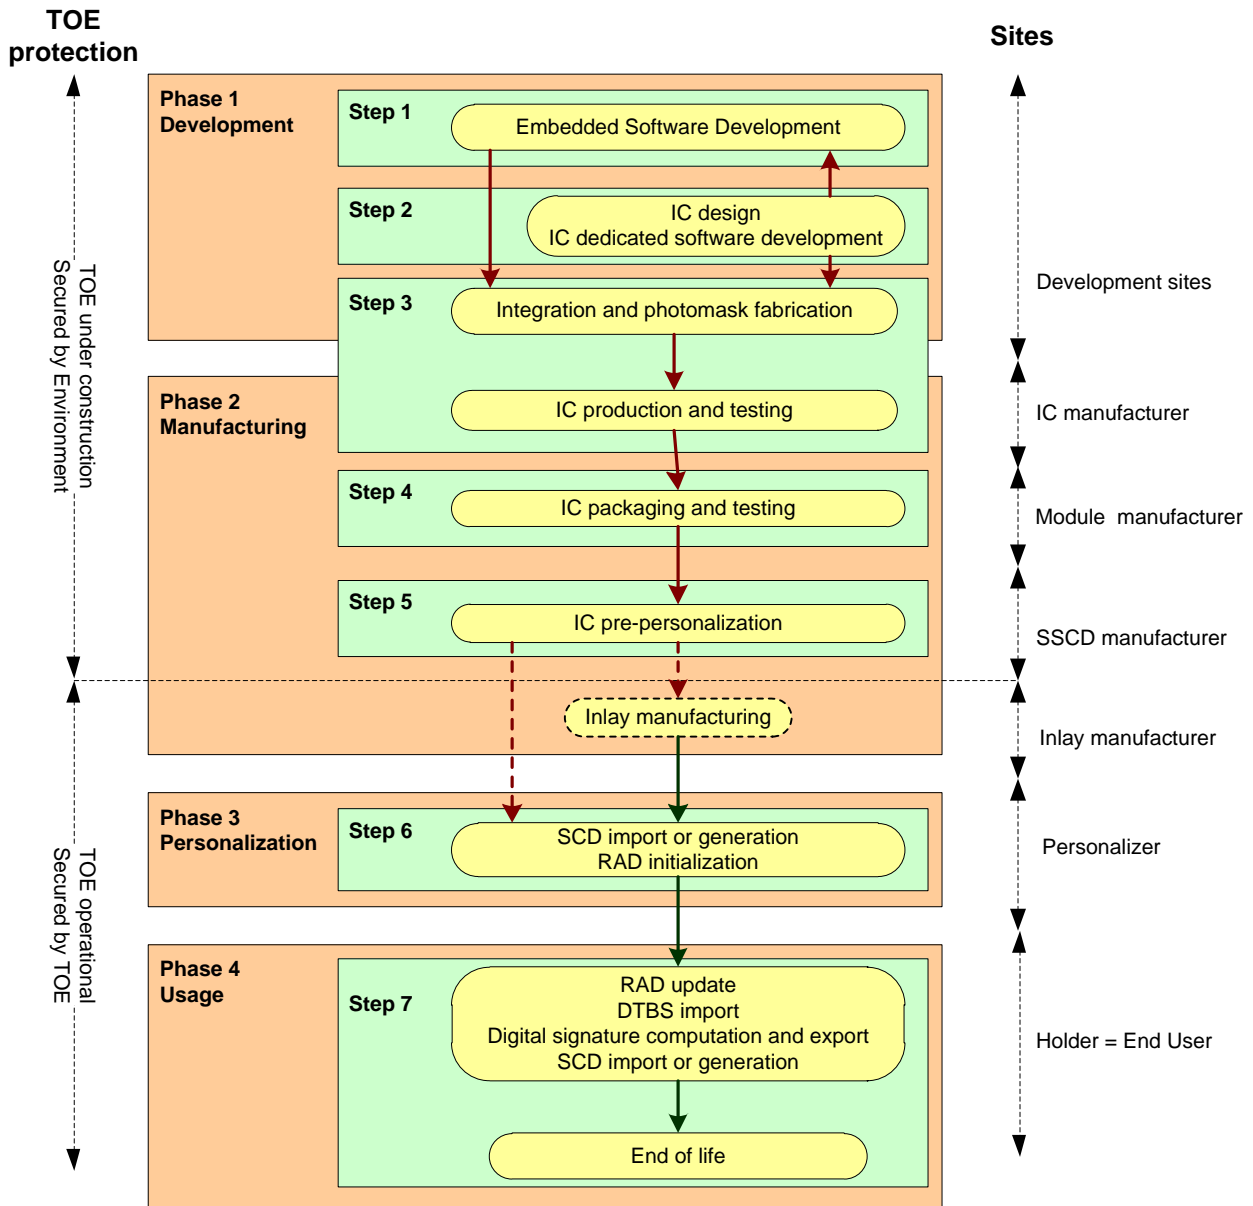 TOE
protection
Sites
Phase 1
Development
Step 1
Embedded Software Development
Step 2
IC design
IC dedicated software development
Step 3
Integration and photomask fabrication
Development sites
TOE under construction
Secured by Environment
Phase 2
Manufacturing
IC production and testing
IC manufacturer
Step 4
IC packaging and testing
Module manufacturer
Step 5
IC pre-personalization
SSCD manufacturer
Inlay manufacturing
Inlay manufacturer
Phase 3
Personalization
Step 6
SCD import or generation
RAD initialization
Personalizer
TOE operational
Secured by TOE
Phase 4
Usage
Step 7
RAD update
DTBS import
Digital signature computation and export
SCD import or generation
Holder = End User
End of life